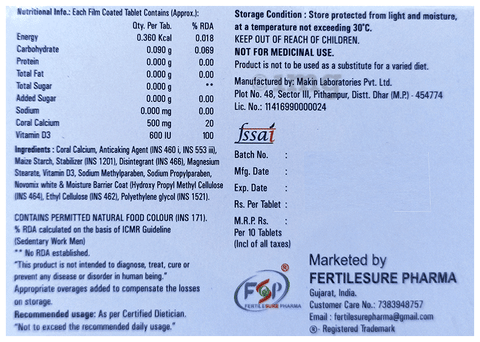 Nutritional Info.: Each Film Coated Tablet Contains (Approx.):
Qty. Per Tab. % RDA
Energy 0.360 Kcal 0.018
Carbohydrate 0.090 g 0.069
Protein 0.000 g 0.00
Total Fat 0.000 g 0.00
Total Sugar 0.000 g **
Added Sugar 0.000 g 0.00
Sodium 0.000 mg 0.00
Coral Calcium 500 mg 20
Vitamin D3 600 IU 100
Ingredients : Coral Calcium, Anticaking Agent (INS 460 i, INS 553 iii),
Maize Starch, Stabilizer (INS 1201), Disintegrant (INS 466), Magnesium
Stearate, Vitamin D3, Sodium Methylparaben, Sodium Propylparaben,
Novomix white & Moisture Barrier Coat (Hydroxy Propyl Methyl Cellulose
(INS 464), Ethyl Cellulose (INS 462), Polyethylene glycol (INS 1521).
CONTAINS PERMITTED NATURAL FOOD COLOUR (INS 171).
% RDA calculated on the basis of ICMR Guideline
(Sedentary Work Men)
** No RDA established.
"This product is not intended to diagnose, treat, cure or
prevent any disease or disorder in human being."
Appropriate overages added to compensate the losses
on storage.
Recommended usage: As per Certified Dietician.
"Not to exceed the recommended daily usage."
Storage Condition : Store protected from light and moisture,
at a temperature not exceeding 30°C.
KEEP OUT OF REACH OF CHILDREN.
NOT FOR MEDICINAL USE.
Product is not to be used as a substitute for a varied diet.
Manufactured by: Makin Laboratories Pvt. Ltd.
Plot No. 48, Sector III, Pithampur, Distt. Dhar (M.P.) - 454774
Lic. No.: 11416990000024
fssai
Batch No. :
Mfg. Date :
Exp. Date :
Rs. Per Tablet :
M.R.P. Rs. :
Per 10 Tablets
(Incl of all taxes)
FSP ®
FERTILESURE PHARMA
Marketed by
FERTILESURE PHARMA
Gujarat, India.
Customer Care No.: 7383948757
Email : fertilesurepharma@gmail.com
®- Registered Trademark